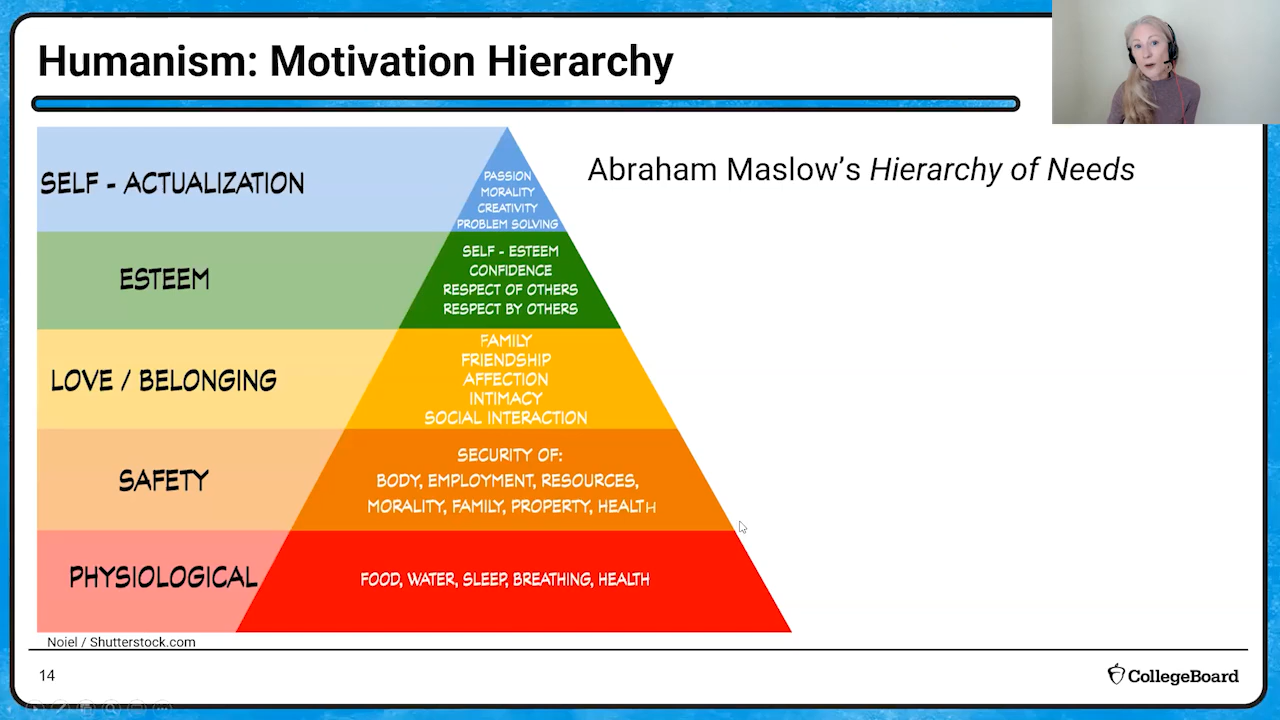 Humanism: Motivation Hierarchy
Abraham Maslow's Hierarchy of Needs
SELF - ACTUALIZATION
PASSION
MORALITY
CREATIVITY
PROBLEM SOLVING
ESTEEM
SELF - ESTEEM
CONFIDENCE
RESPECT OF OTHERS
RESPECT BY OTHERS
LOVE / BELONGING
FAMILY
FRIENDSHIP
AFFECTION
INTIMACY
SOCIAL INTERACTION
SAFETY
SECURITY OF:
BODY, EMPLOYMENT, RESOURCES,
MORALITY, FAMILY, PROPERTY, HEALTH
PHYSIOLOGICAL
FOOD, WATER, SLEEP, BREATHING, HEALTH
Noiel / Shutterstock.com
14
CollegeBoard